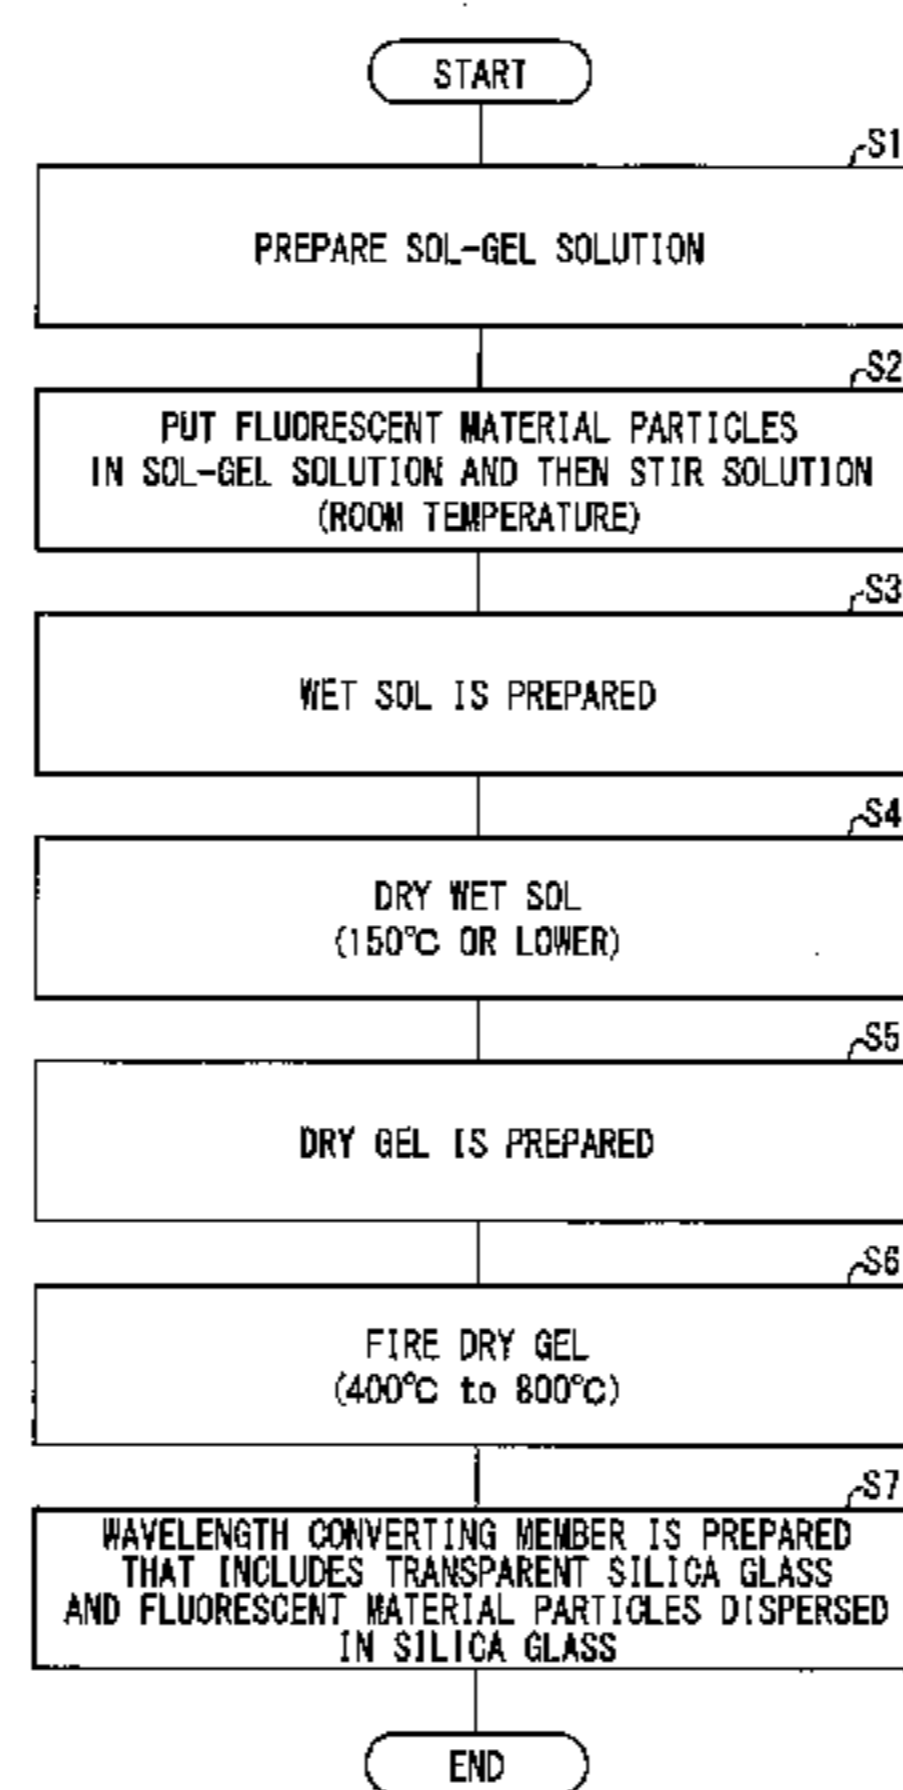 START
S1
PREPARE SOL-GEL SOLUTION
S2
PUT FLUORESCENT MATERIAL PARTICLES
IN SOL-GEL SOLUTION AND THEN STIR SOLUTION
(ROOM TEMPERATURE)
S3
WET SOL IS PREPARED
S4
DRY WET SOL
(150°C OR LOWER)
S5
DRY GEL IS PREPARED
S6
FIRE DRY GEL
(400°C to 800°C)
S7
WAVELENGTH CONVERTING MEMBER IS PREPARED
THAT INCLUDES TRANSPARENT SILICA GLASS
AND FLUORESCENT MATERIAL PARTICLES DISPERSED
IN SILICA GLASS
END